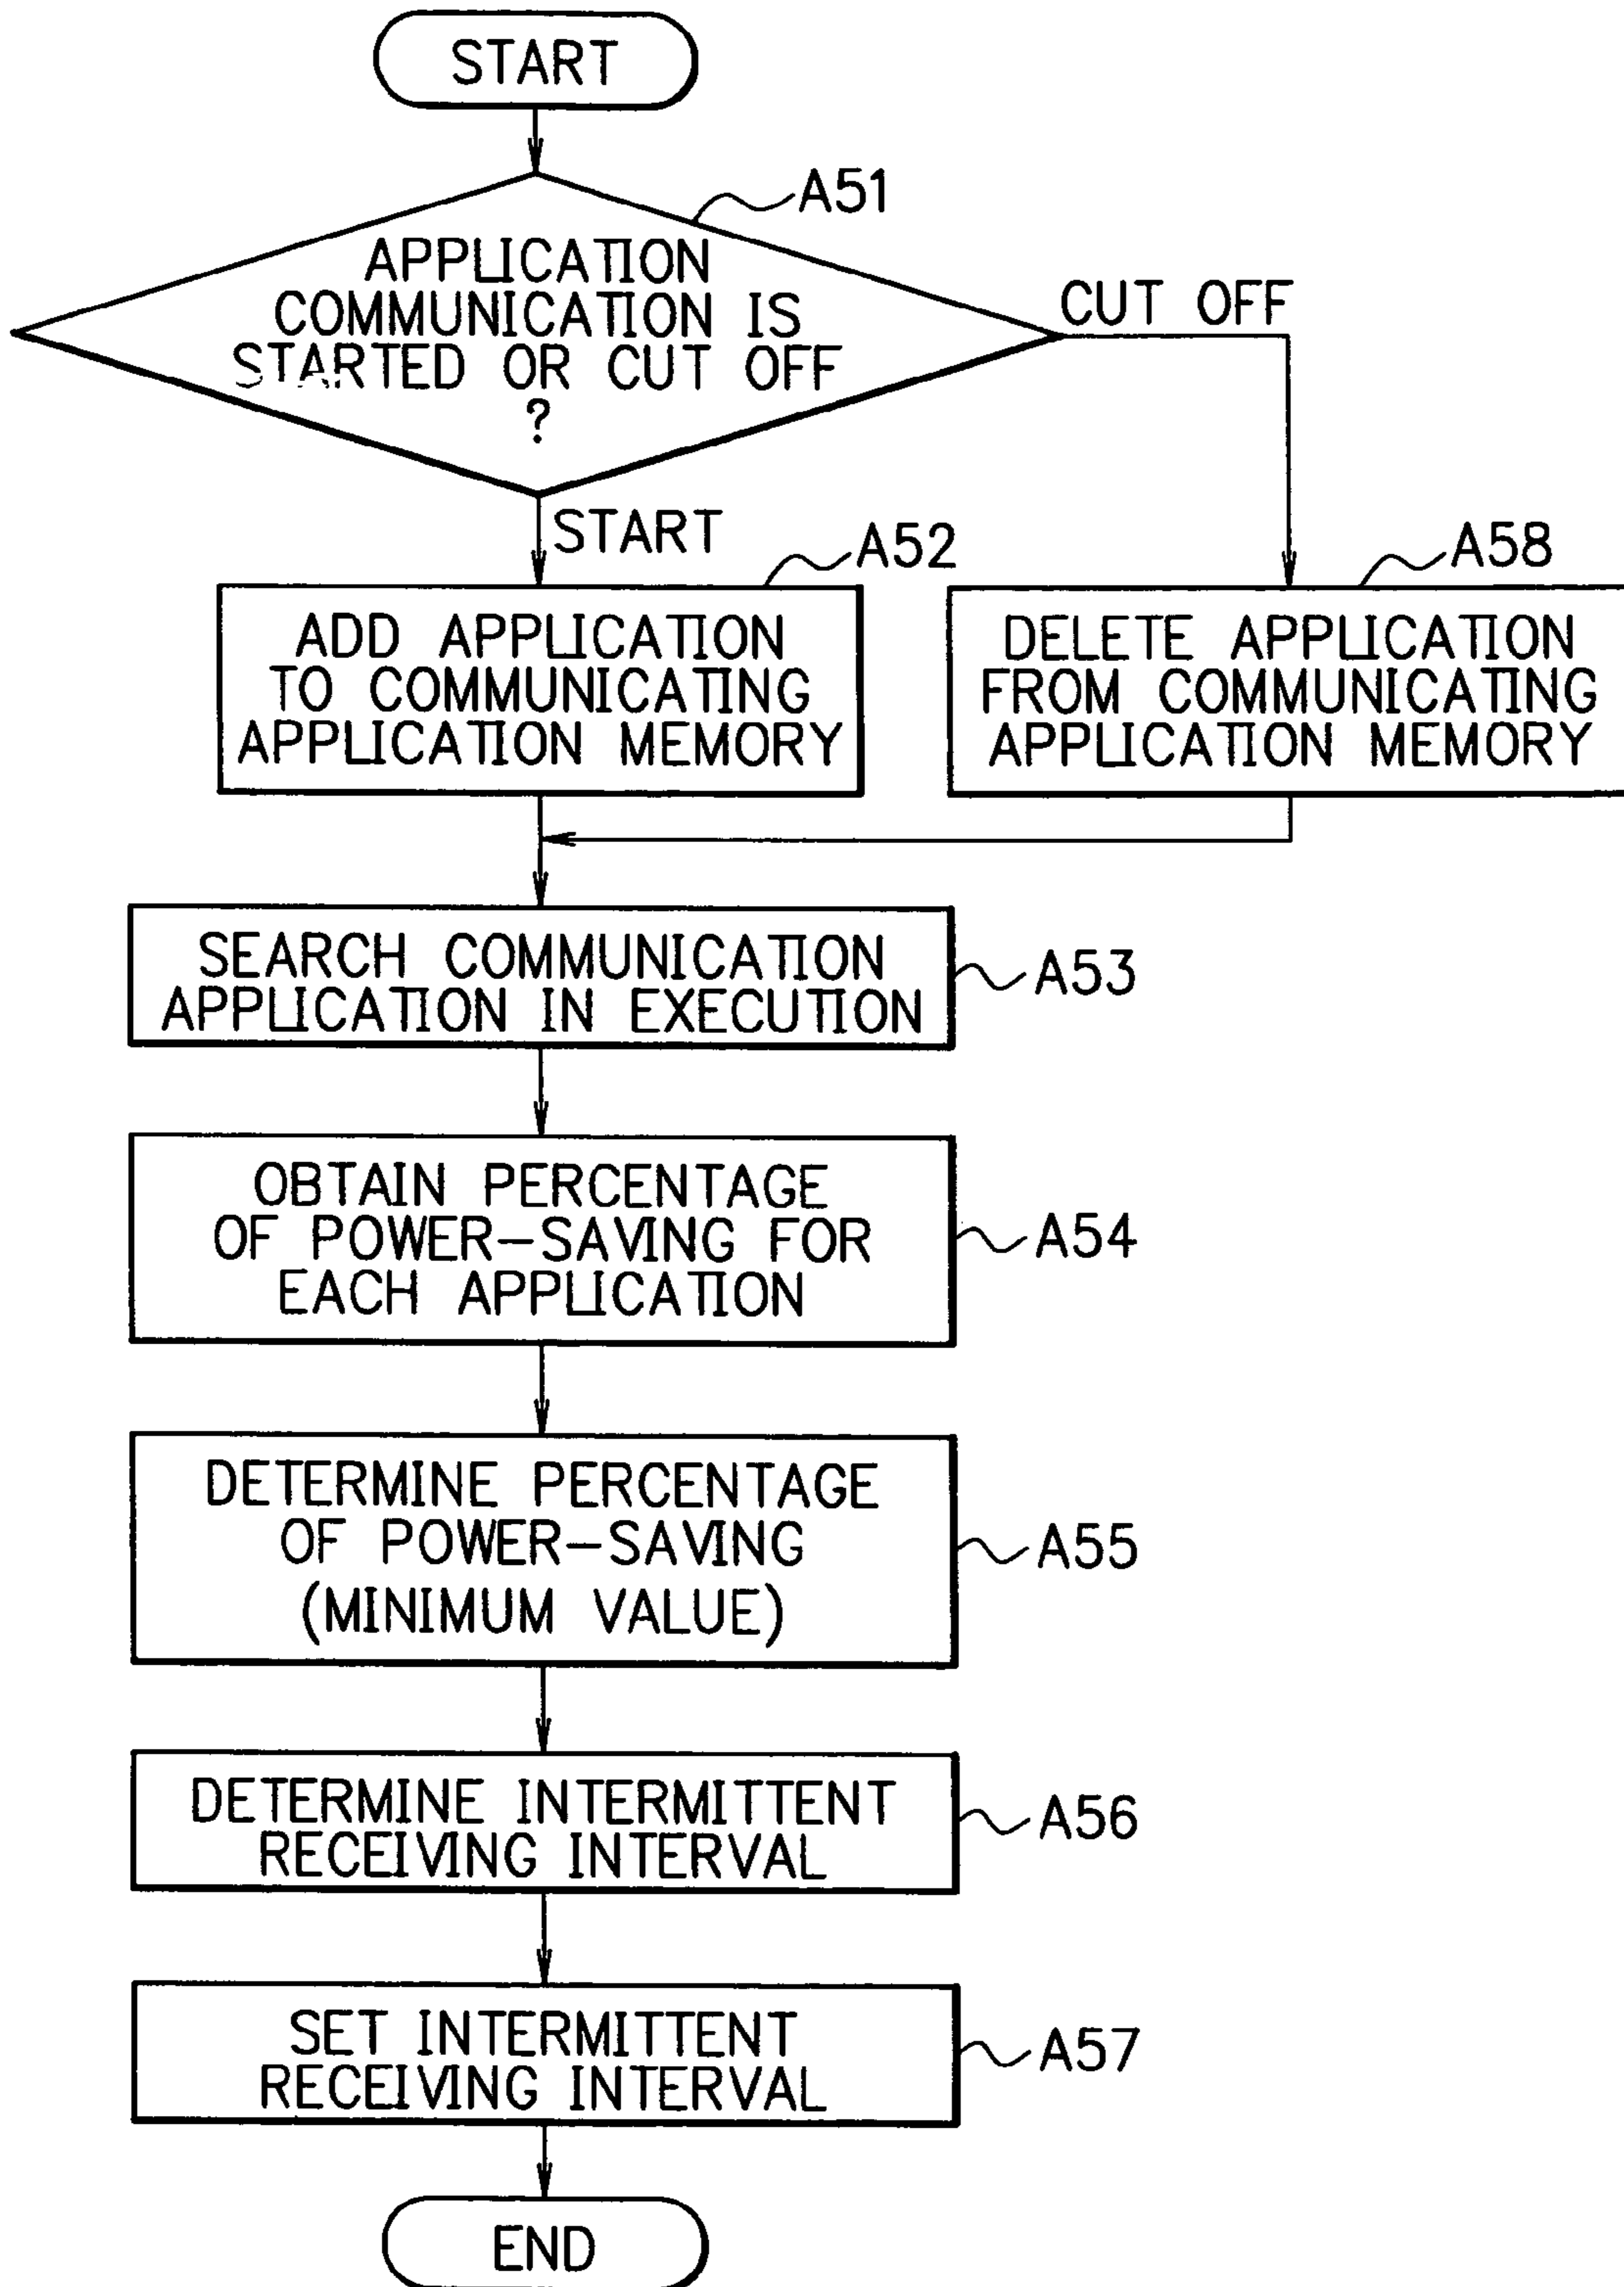 START
A51
APPLICATION
COMMUNICATION IS
STARTED OR CUT OFF
?
CUT OFF
START
A52
A58
ADD APPLICATION
TO COMMUNICATING
APPLICATION MEMORY
DELETE APPLICATION
FROM COMMUNICATING
APPLICATION MEMORY
SEARCH COMMUNICATION
APPLICATION IN EXECUTION
A53
OBTAIN PERCENTAGE
OF POWER-SAVING FOR
EACH APPLICATION
A54
DETERMINE PERCENTAGE
OF POWER-SAVING
(MINIMUM VALUE)
A55
DETERMINE INTERMITTENT
RECEIVING INTERVAL
A56
SET INTERMITTENT
RECEIVING INTERVAL
A57
END